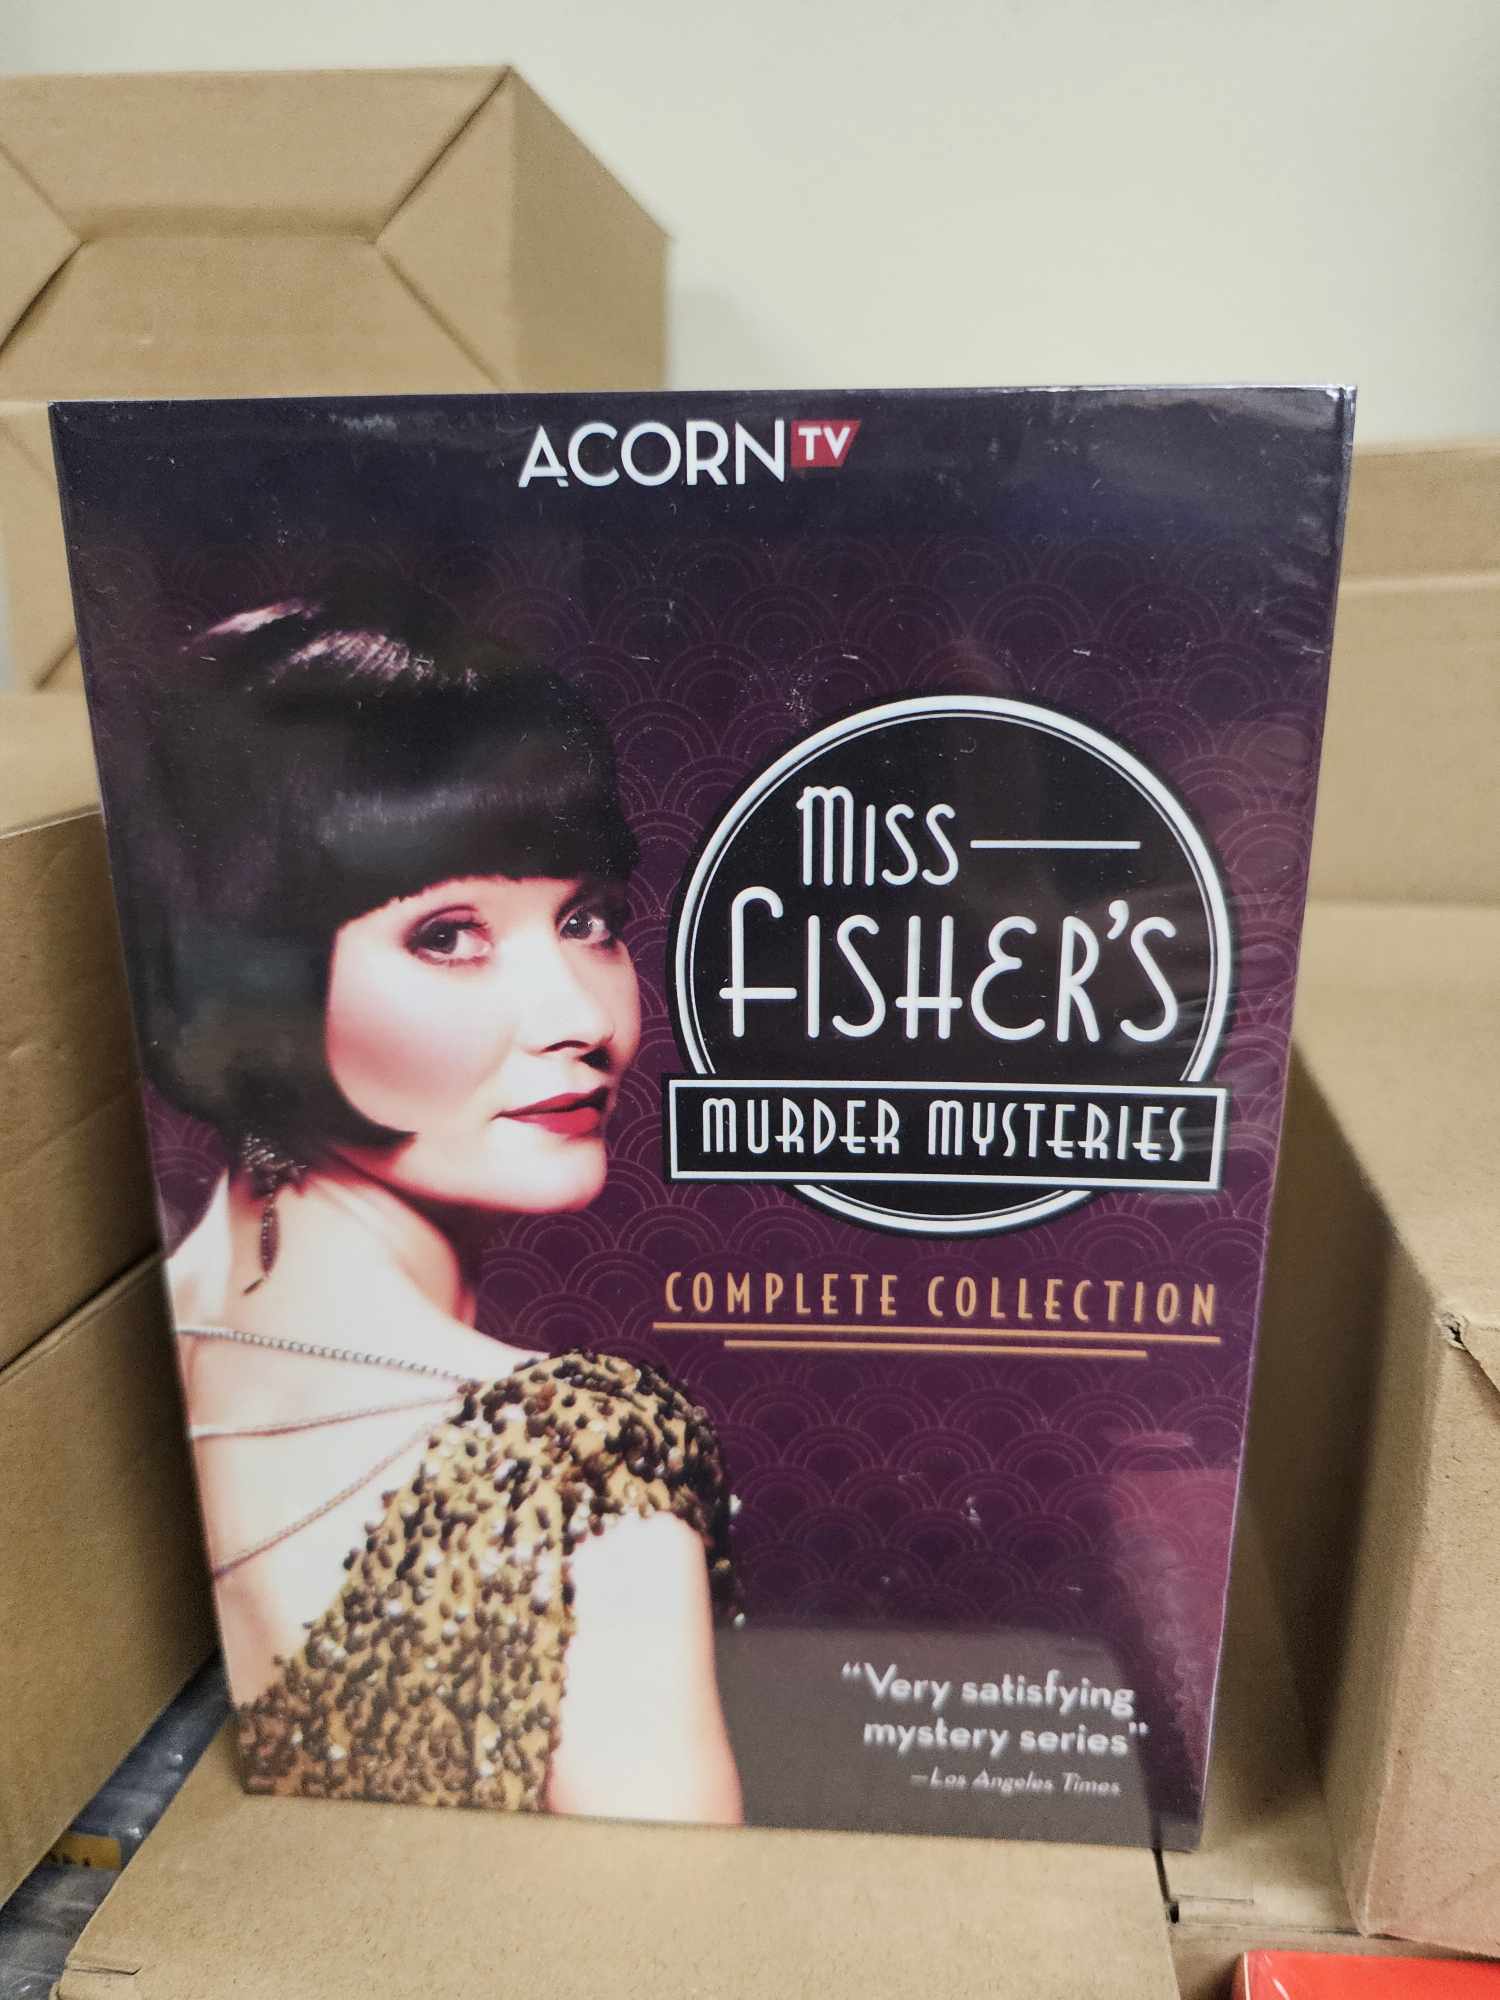 ACORN TV
MISS
FISHER'S
MURDER MYSTERIES
COMPLETE COLLECTION
“Very satisfying
mystery series”
—Los Angeles Times